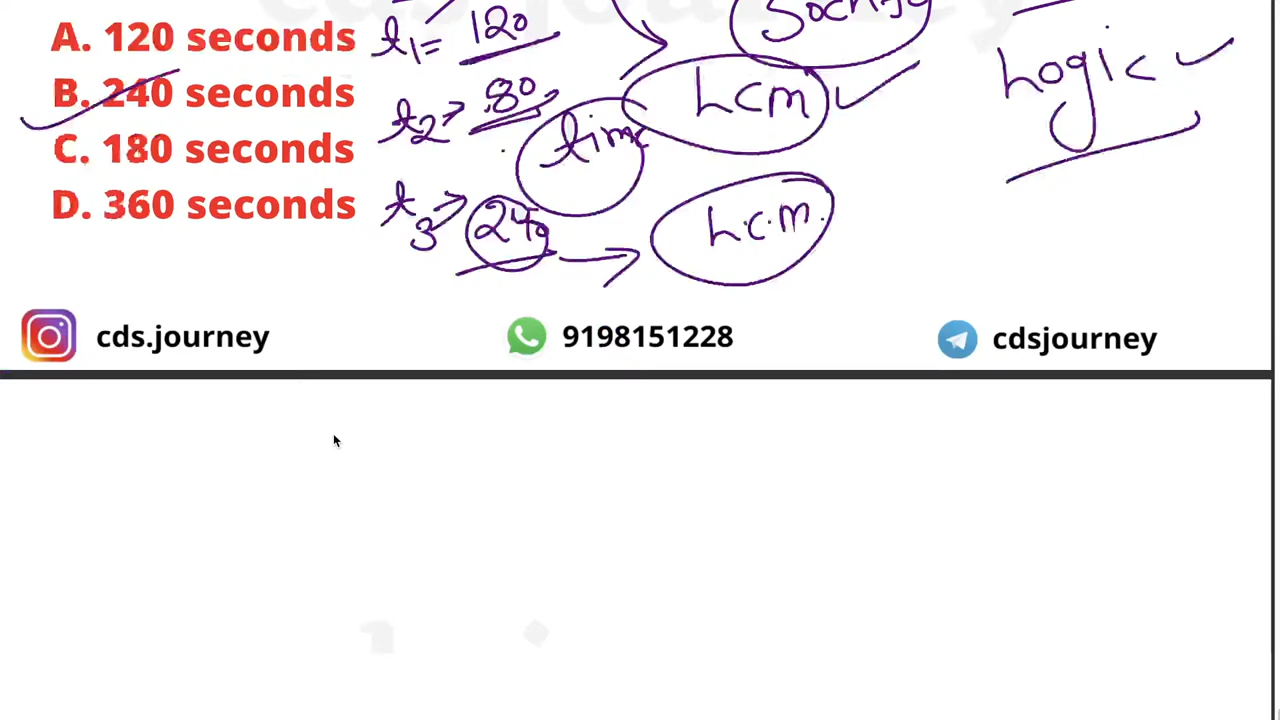 A. 120 seconds
t1= 120
Logic
B. 240 seconds
t2 80
LCM
time
C. 180 seconds
D. 360 seconds
t3 240
L.C.M.
cds.journey
9198151228
cdsjourney